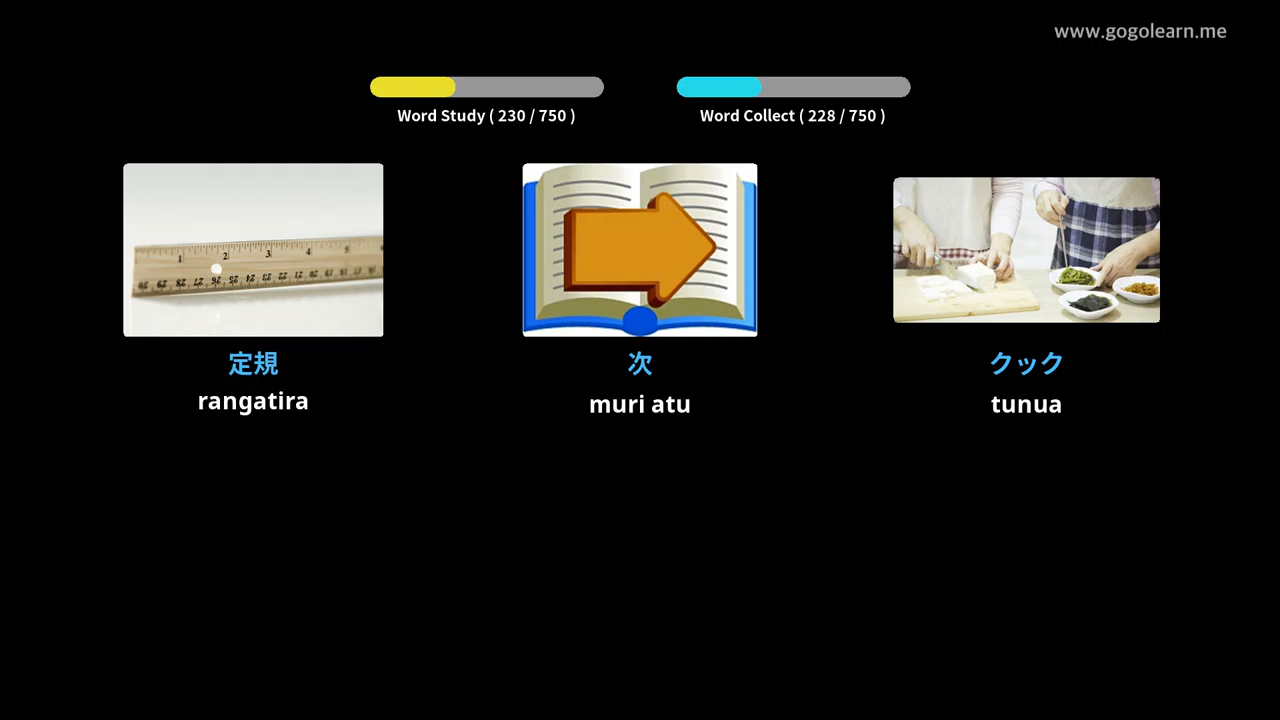 www.gogolearn.me
Word Study ( 230 / 750 )
Word Collect ( 228 / 750 )
定規
rangatira
次
muri atu
クック
tunua